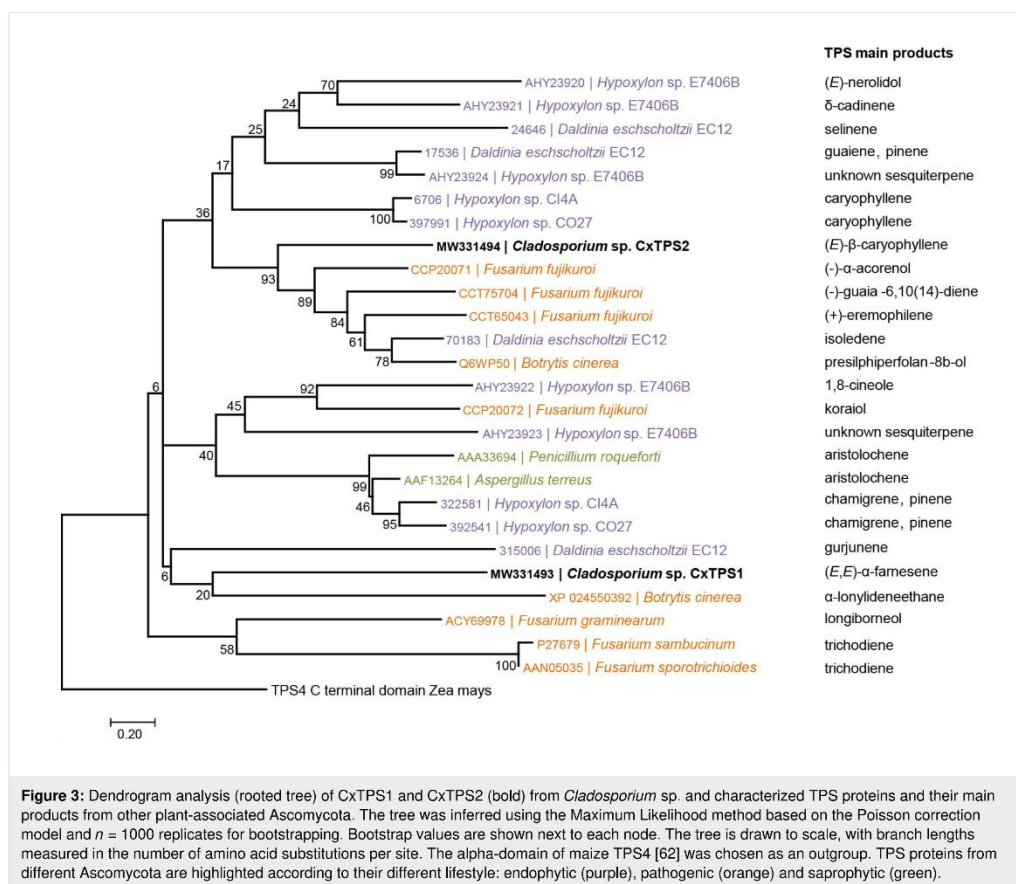 TPS main products
70 AHY23920 | Hypoxylon sp. E7406B (E)-nerolidol
24 AHY23921 | Hypoxylon sp. E7406B δ-cadinene
25 24646 | Daldinia eschscholtzii EC12 selinene
17 17536 | Daldinia eschscholtzii EC12 guaiene, pinene
99 AHY23924 | Hypoxylon sp. E7406B unknown sesquiterpene
36 6706 | Hypoxylon sp. CI4A caryophyllene
100 397991 | Hypoxylon sp. CO27 caryophyllene
MW331494 | Cladosporium sp. CxTPS2 (E)-β-caryophyllene
93 CCP20071 | Fusarium fujikuroi (-)-α-acorenol
89 CCT75704 | Fusarium fujikuroi (-)-guaia -6,10(14)-diene
84 CCT65043 | Fusarium fujikuroi (+)-eremophilene
61 70183 | Daldinia eschscholtzii EC12 isoledene
78 Q6WP50 | Botrytis cinerea presilphiperfolan-8b-ol
6 92 AHY23922 | Hypoxylon sp. E7406B 1,8-cineole
45 CCP20072 | Fusarium fujikuroi koraiol
AHY23923 | Hypoxylon sp. E7406B unknown sesquiterpene
40 AAA33694 | Penicillium roqueforti aristolochene
99 AAF13264 | Aspergillus terreus aristolochene
46 322581 | Hypoxylon sp. CI4A chamigrene, pinene
95 392541 | Hypoxylon sp. CO27 chamigrene, pinene
315006 | Daldinia eschscholtzii EC12 gurjunene
6 MW331493 | Cladosporium sp. CxTPS1 (E,E)-α-farnesene
20 XP 024550392 | Botrytis cinerea α-lonylideneethane
ACY69978 | Fusarium graminearum longiborneol
58 P27679 | Fusarium sambucinum trichodiene
100 AAN05035 | Fusarium sporotrichioides trichodiene
TPS4 C terminal domain Zea mays
0.20
Figure 3: Dendrogram analysis (rooted tree) of CxTPS1 and CxTPS2 (bold) from Cladosporium sp. and characterized TPS proteins and their main
products from other plant-associated Ascomycota. The tree was inferred using the Maximum Likelihood method based on the Poisson correction
model and n = 1000 replicates for bootstrapping. Bootstrap values are shown next to each node. The tree is drawn to scale, with branch lengths
measured in the number of amino acid substitutions per site. The alpha-domain of maize TPS4 [62] was chosen as an outgroup. TPS proteins from
different Ascomycota are highlighted according to their different lifestyle: endophytic (purple), pathogenic (orange) and saprophytic (green).